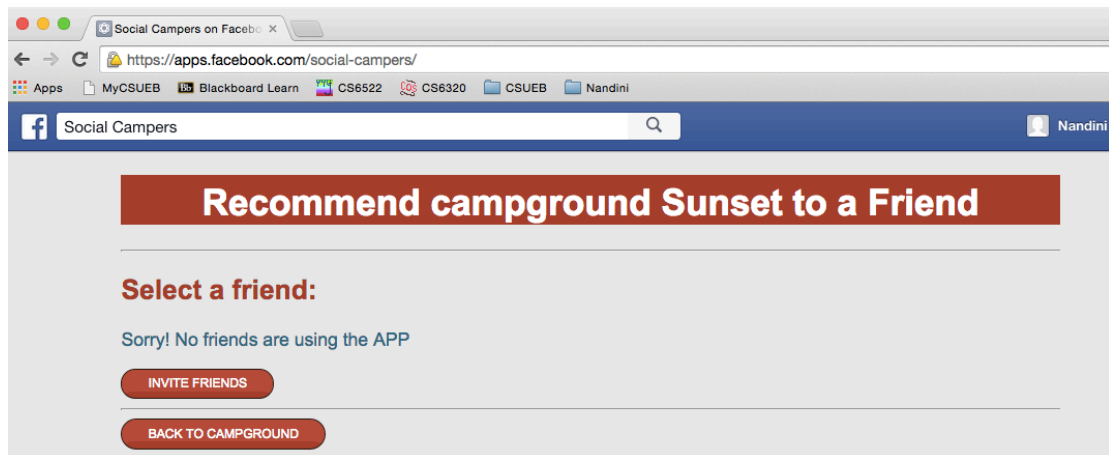 Social Campers on Facebo
https://apps.facebook.com/social-campers/
Apps MyCSUEB Bb Blackboard Learn CS6522 CS6320 CSUEB Nandini
f Social Campers Nandini
Recommend campground Sunset to a Friend
Select a friend:
Sorry! No friends are using the APP
INVITE FRIENDS
BACK TO CAMPGROUND